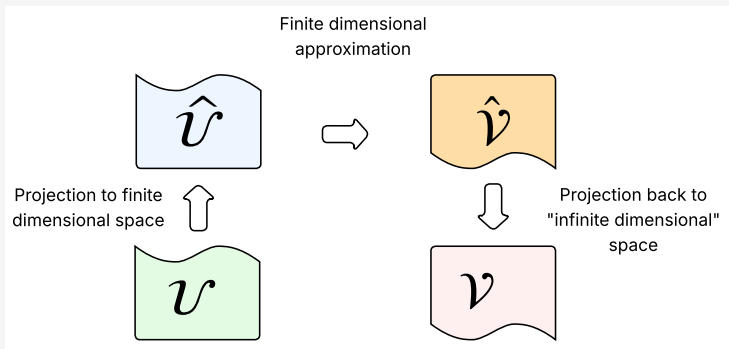 Finite dimensional
approximation
𝒰̂
𝒱̂
Projection to finite
dimensional space
Projection back to
"infinite dimensional"
space
𝒰
𝒱